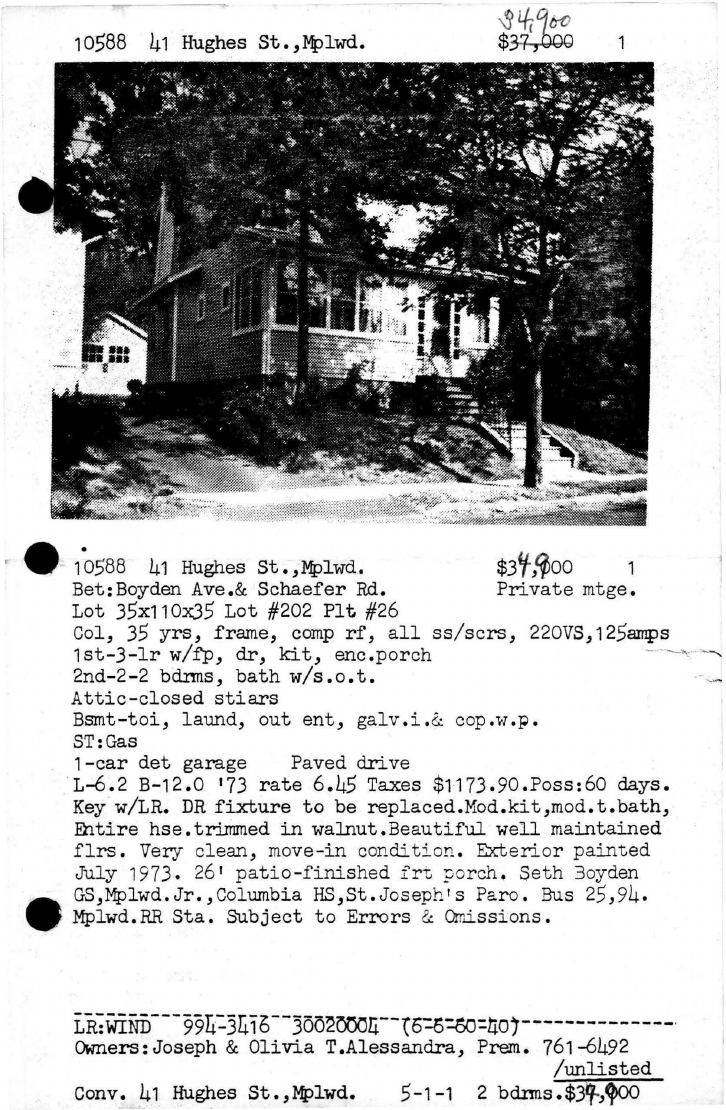 34,900
10588 41 Hughes St.,Mplwd. $37,000 1
10588 41 Hughes St.,Mplwd. $34,900 1
Bet:Boyden Ave.& Schaefer Rd. Private mtge.
Lot 35x110x35 Lot #202 Plt #26
Col, 35 yrs, frame, comp rf, all ss/scrs, 220VS,125amps
1st-3-lr w/fp, dr, kit, enc.porch
2nd-2-2 bdrms, bath w/s.o.t.
Attic-closed stiars
Bsmt-toi, laund, out ent, galv.i.& cop.w.p.
ST:Gas
1-car det garage Paved drive
L-6.2 B-12.0 '73 rate 6.45 Taxes $1173.90.Poss:60 days.
Key w/LR. DR fixture to be replaced.Mod.kit,mod.t.bath,
Entire hse.trimmed in walnut.Beautiful well maintained
flrs. Very clean, move-in condition. Exterior painted
July 1973. 26' patio-finished frt porch. Seth Boyden
GS,Mplwd.Jr.,Columbia HS,St.Joseph's Paro. Bus 25,94.
Mplwd.RR Sta. Subject to Errors & Omissions.
LR:WIND 994-3416 30020004 (6-6-60-40)
Owners:Joseph & Olivia T.Alessandra, Prem. 761-6492
/unlisted
Conv. 41 Hughes St.,Mplwd. 5-1-1 2 bdrms.$34,900